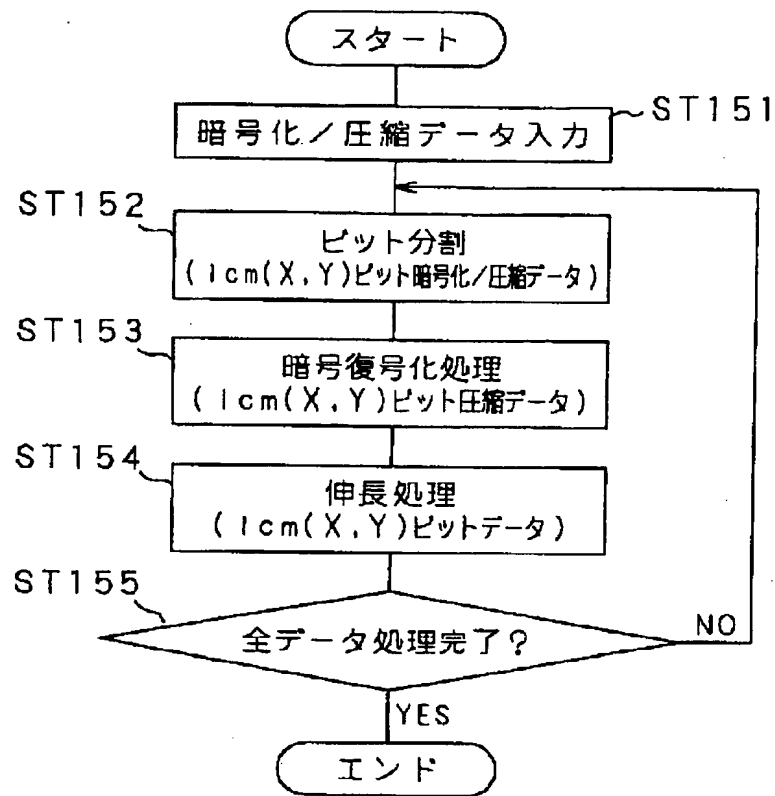 スタート
ST151
暗号化/圧縮データ入力
ST152
ビット分割
(lcm(X,Y)ビット暗号化/圧縮データ)
ST153
暗号復号化処理
(lcm(X,Y)ビット圧縮データ)
ST154
伸長処理
(lcm(X,Y)ビットデータ)
ST155
全データ処理完了?
NO
YES
エンド